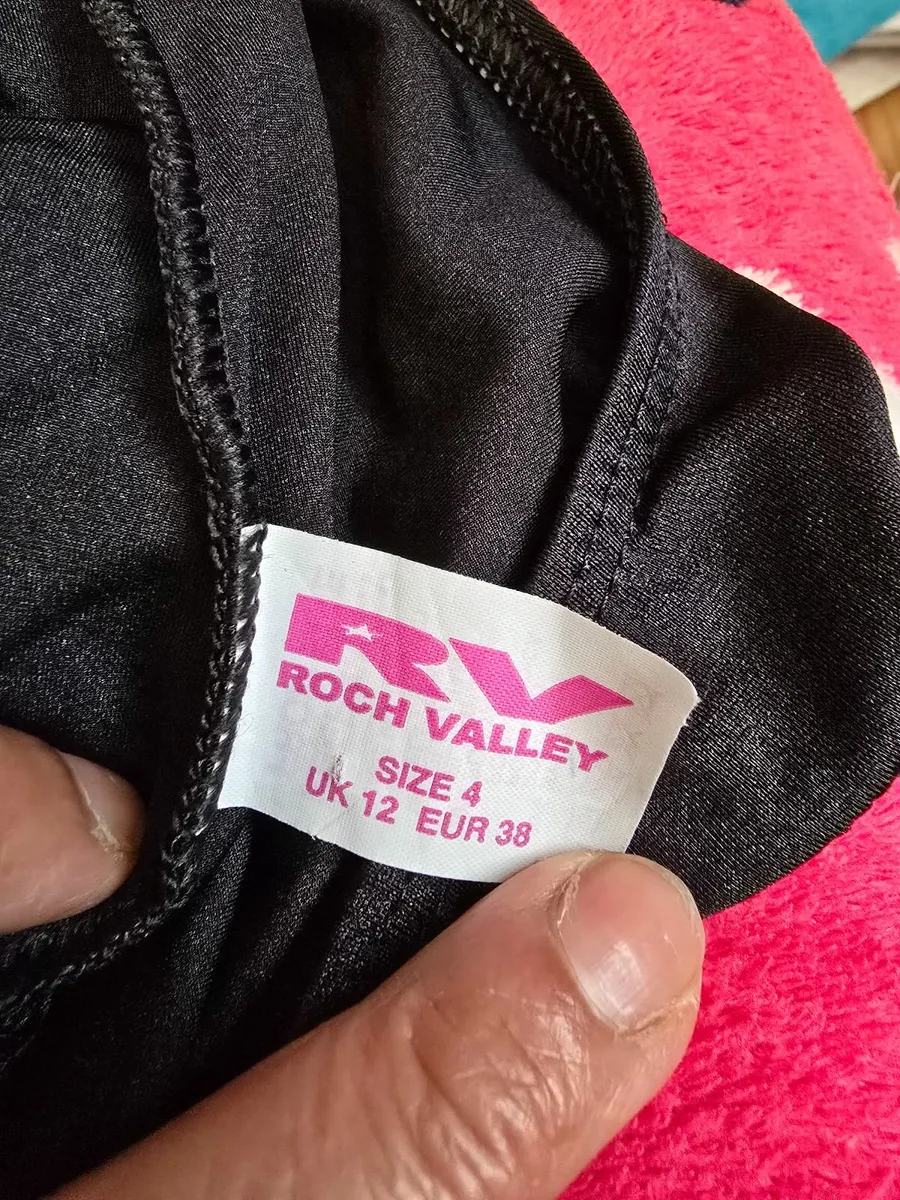 RV
ROCH VALLEY
SIZE 4
UK 12 EUR 38